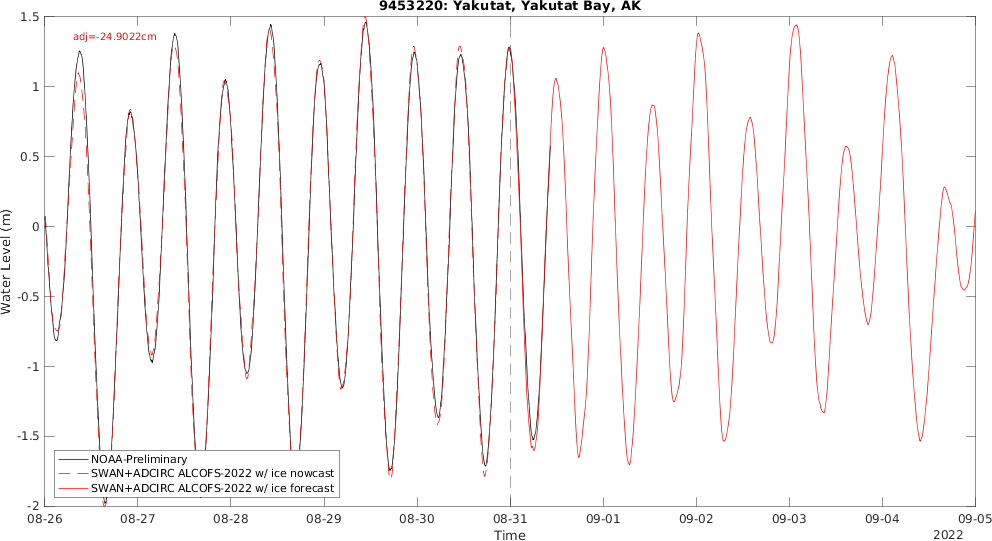 9453220: Yakutat, Yakutat Bay, AK
adj=-24.9022cm
1.5
1
0.5
0
-0.5
-1
-1.5
-2
Water Level (m)
NOAA-Preliminary
SWAN+ADCIRC ALCOFS-2022 w/ ice nowcast
SWAN+ADCIRC ALCOFS-2022 w/ ice forecast
08-26 08-27 08-28 08-29 08-30 08-31 09-01 09-02 09-03 09-04 09-05
Time
2022